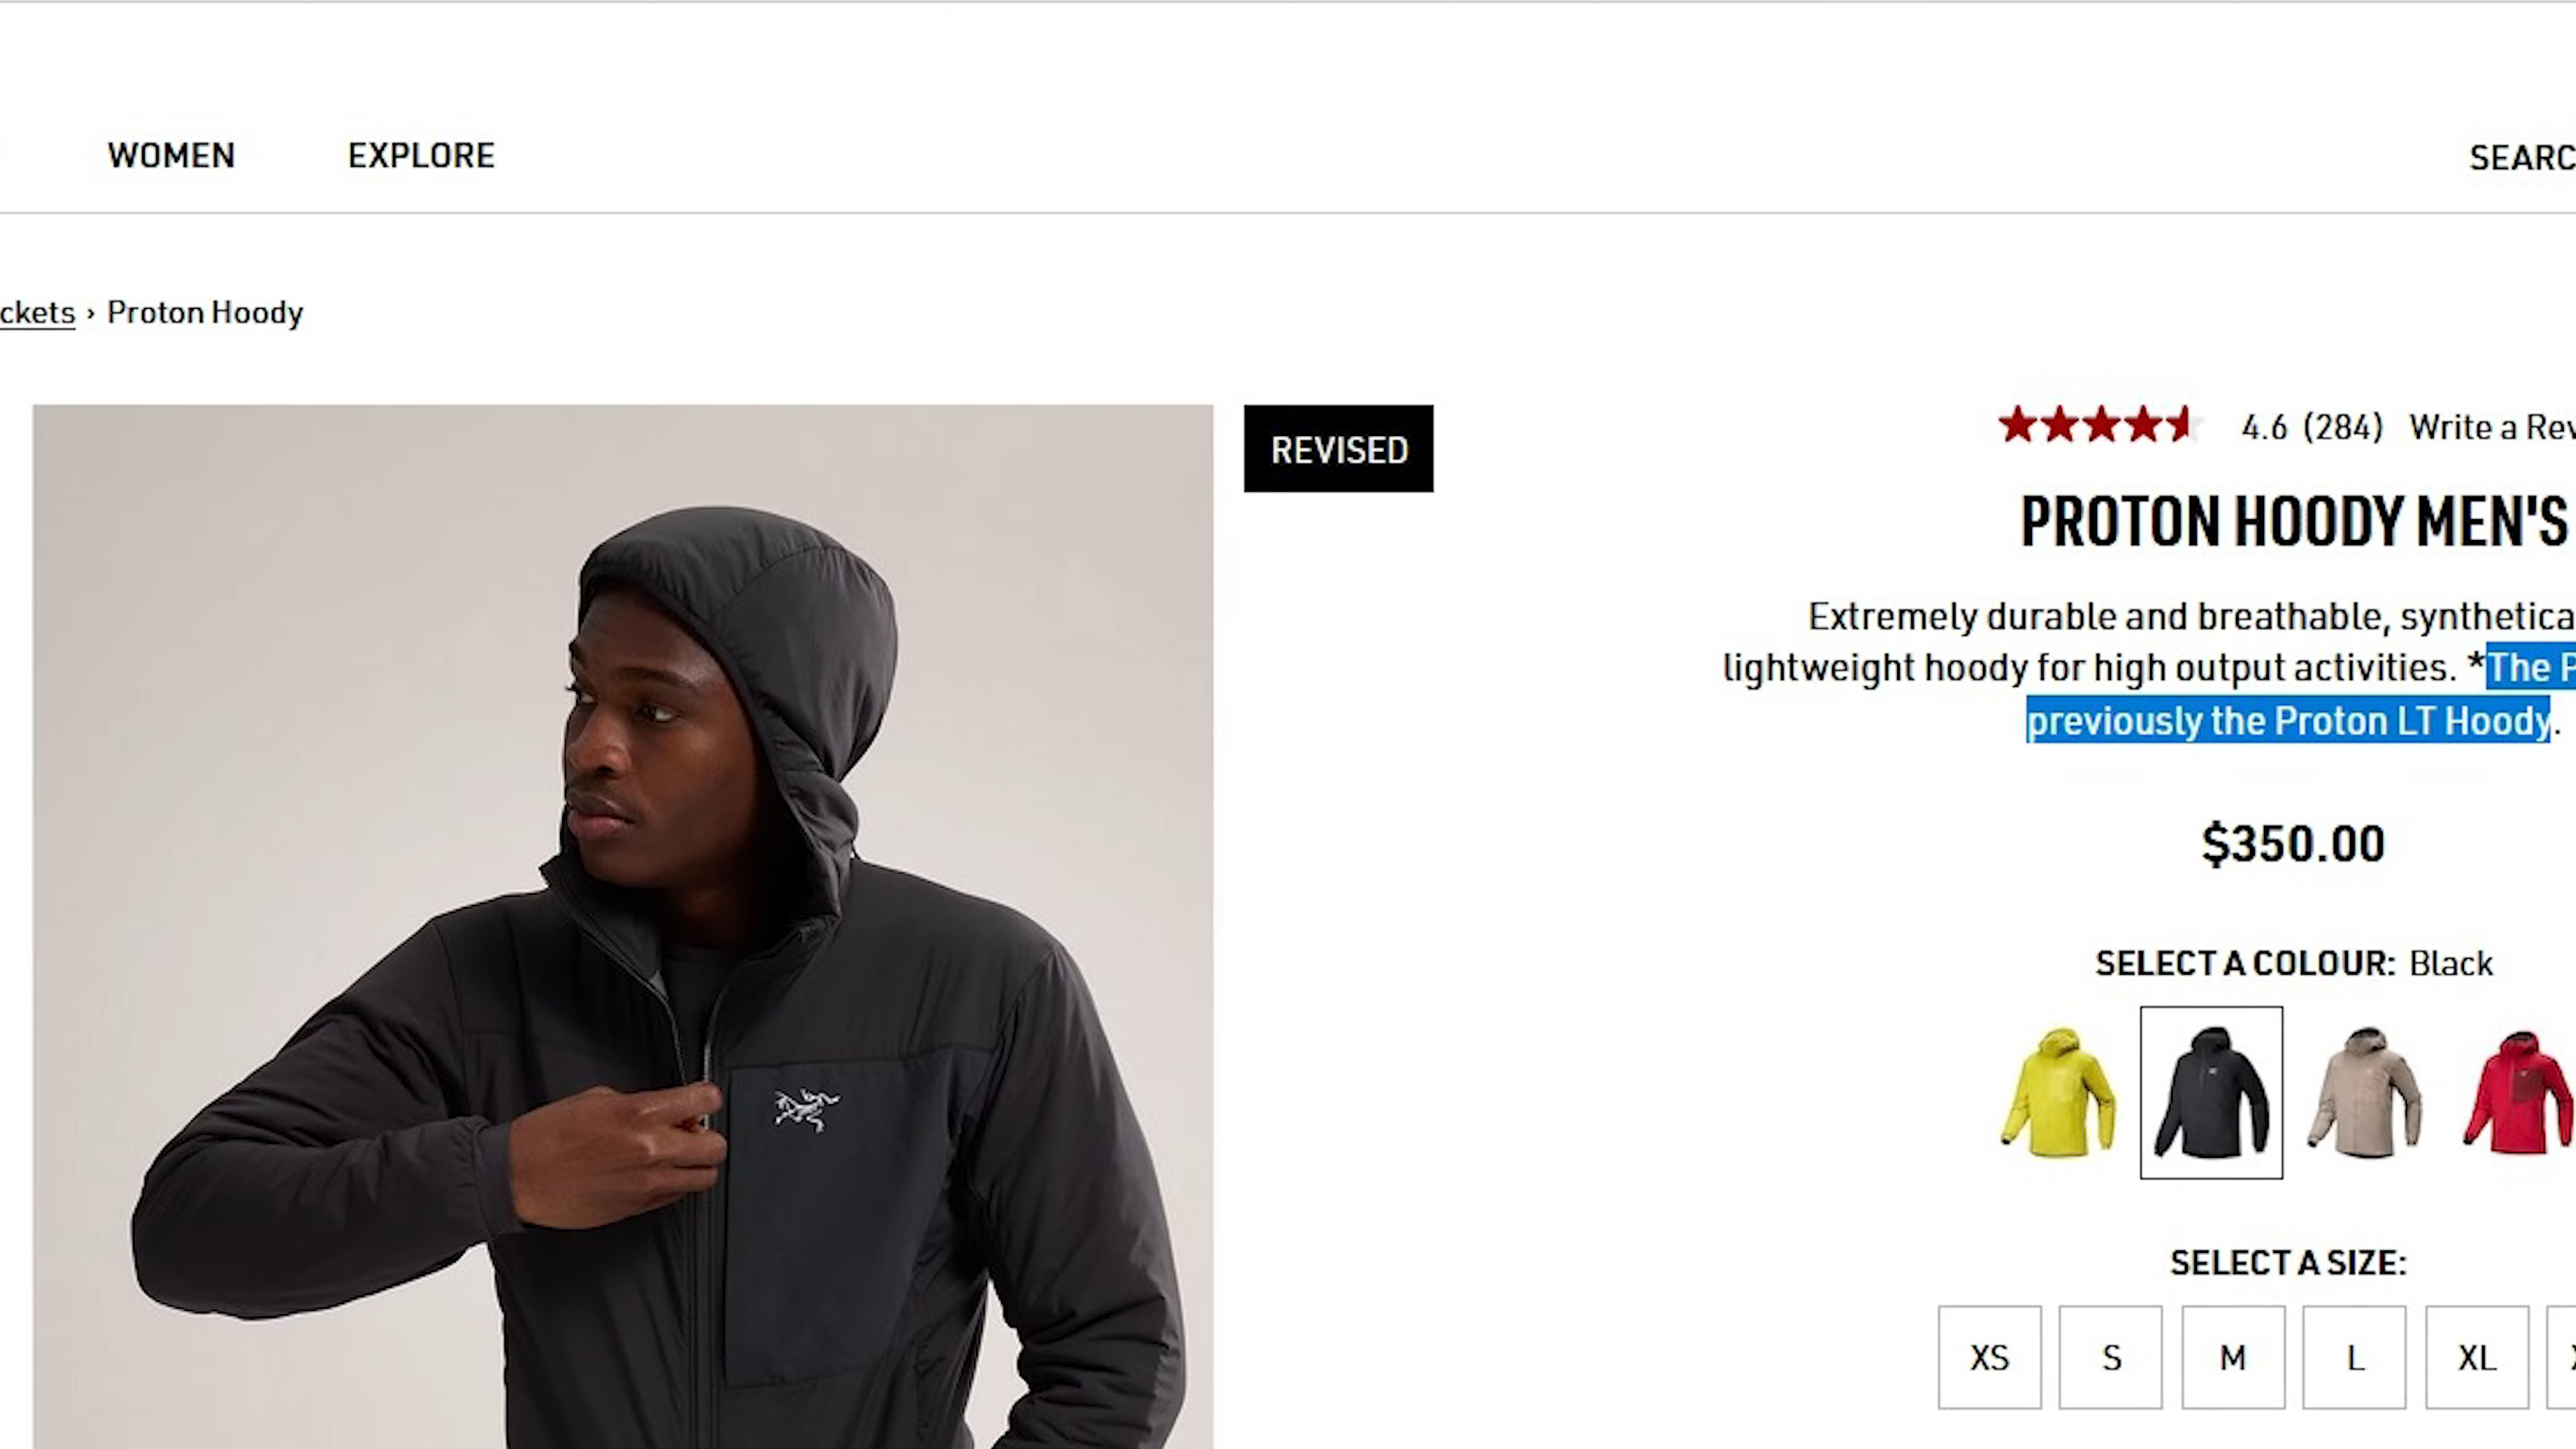 WOMEN EXPLORE SEARC
ckets › Proton Hoody
REVISED
4.6 (284) Write a Rev
PROTON HOODY MEN'S
Extremely durable and breathable, synthetica
lightweight hoody for high output activities. *The P
previously the Proton LT Hoody.
$350.00
SELECT A COLOUR: Black
SELECT A SIZE:
XS S M L XL